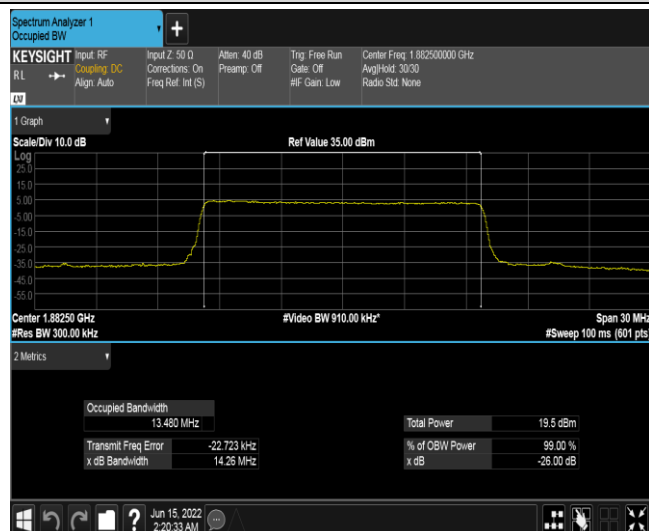 Spectrum Analyzer 1
Occupied BW
+
KEYSIGHT Input: RF Input Z: 50 Ω Atten: 40 dB Trig: Free Run Center Freq: 1.882500000 GHz
RL Coupling: DC Corrections: On Preamp: Off Gate: Off Avg|Hold: 30/30
Align: Auto Freq Ref: Int (S) #IF Gain: Low Radio Std: None
LXI
1 Graph
Scale/Div 10.0 dB Ref Value 35.00 dBm
Log
25.0
15.0
5.00
-5.00
-15.0
-25.0
-35.0
-45.0
-55.0
Center 1.88250 GHz #Video BW 910.00 kHz* Span 30 MHz
#Res BW 300.00 kHz #Sweep 100 ms (601 pts)
2 Metrics
Occupied Bandwidth
13.480 MHz Total Power 19.5 dBm
Transmit Freq Error -22.723 kHz % of OBW Power 99.00 %
x dB Bandwidth 14.26 MHz x dB -26.00 dB
? Jun 15, 2022
2:20:33 AM